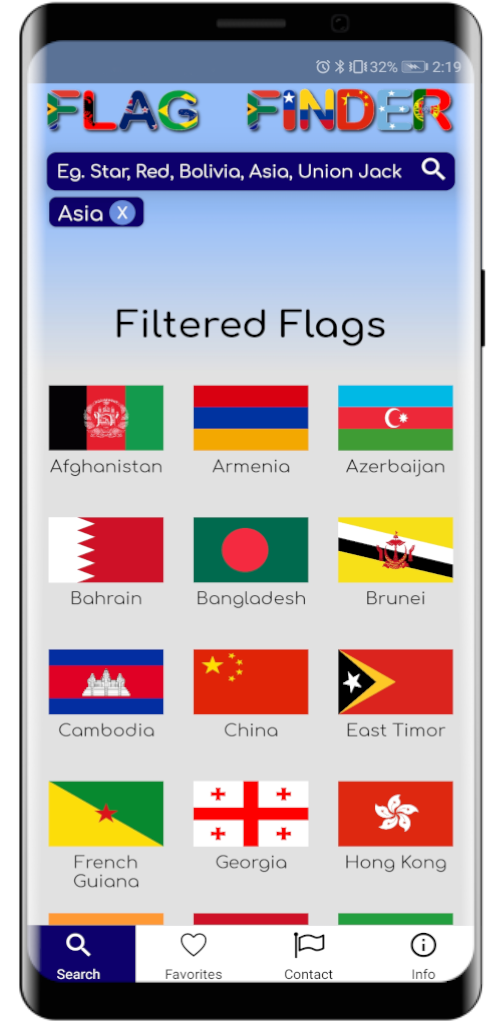 32% 2:19
FLAG FINDER
Eg. Star, Red, Bolivia, Asia, Union Jack
Asia X
Filtered Flags
Afghanistan Armenia Azerbaijan
Bahrain Bangladesh Brunei
Cambodia China East Timor
French Georgia Hong Kong
Guiana
Search Favorites Contact Info